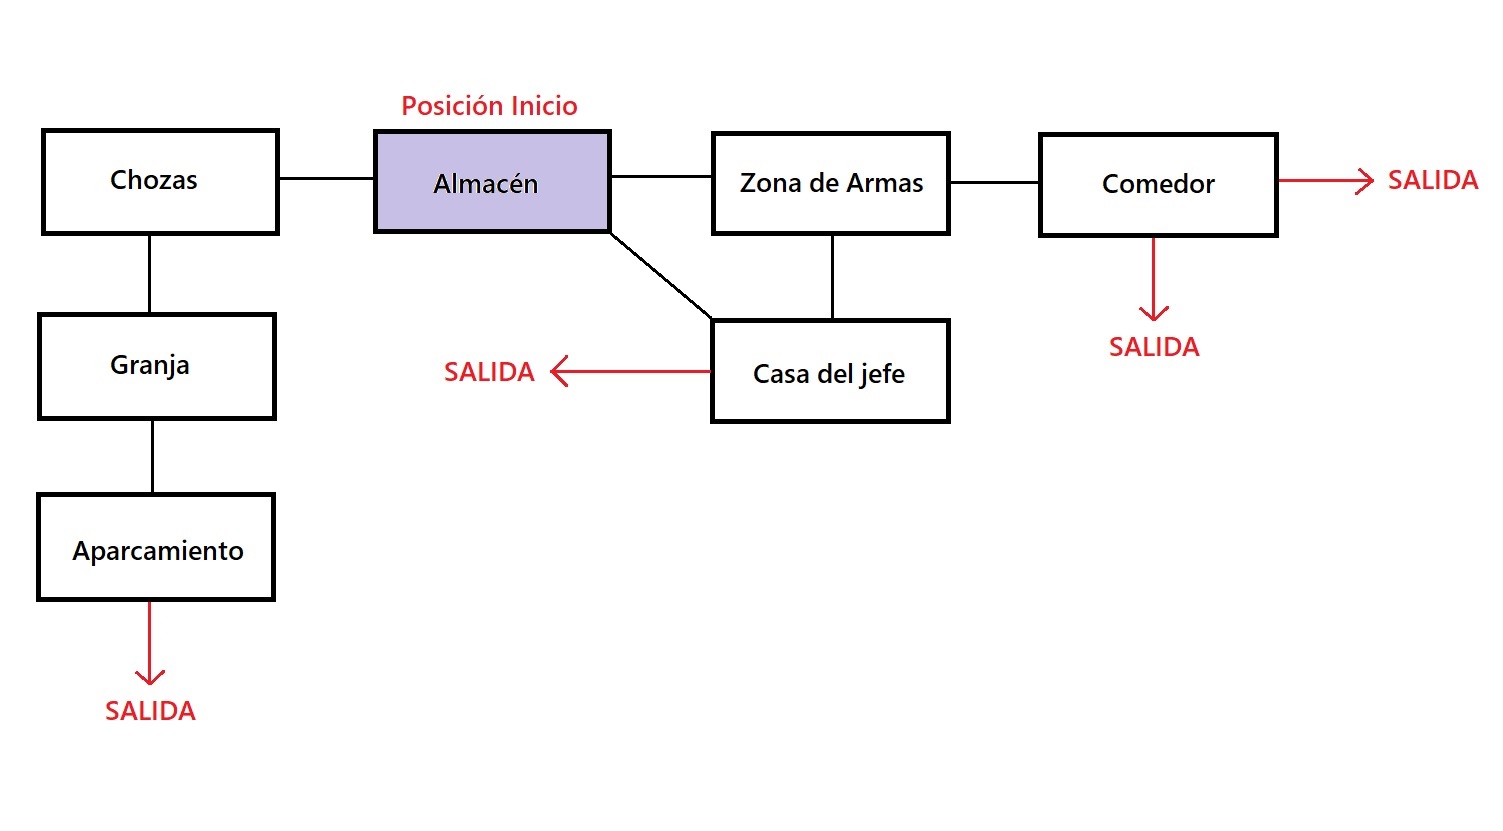 Posición Inicio
Chozas
Almacén
Zona de Armas
Comedor
SALIDA
SALIDA
Granja
SALIDA
Casa del jefe
Aparcamiento
SALIDA